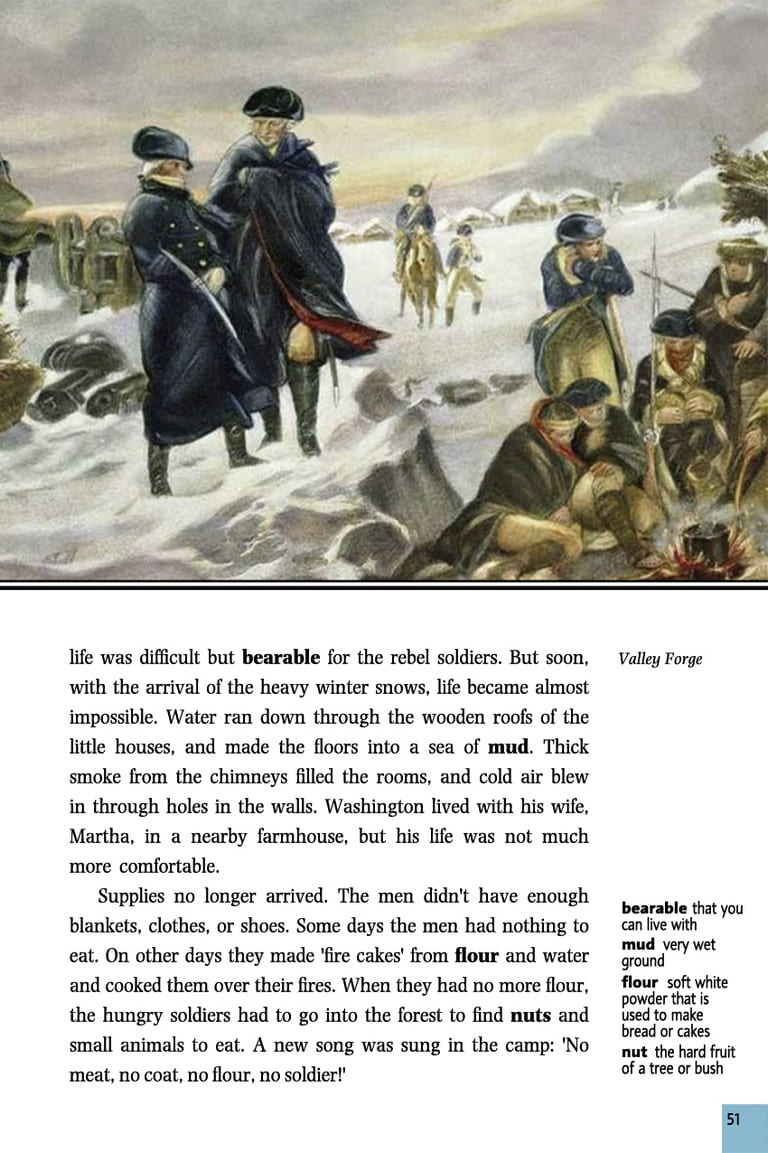 life was difficult but bearable for the rebel soldiers. But soon,
with the arrival of the heavy winter snows, life became almost
impossible. Water ran down through the wooden roofs of the
little houses, and made the floors into a sea of mud. Thick
smoke from the chimneys filled the rooms, and cold air blew
in through holes in the walls. Washington lived with his wife,
Martha, in a nearby farmhouse, but his life was not much
more comfortable.
Supplies no longer arrived. The men didn't have enough
blankets, clothes, or shoes. Some days the men had nothing to
eat. On other days they made 'fire cakes' from flour and water
and cooked them over their fires. When they had no more flour,
the hungry soldiers had to go into the forest to find nuts and
small animals to eat. A new song was sung in the camp: 'No
meat, no coat, no flour, no soldier!'
Valley Forge
bearable that you
can live with
mud very wet
ground
flour soft white
powder that is
used to make
bread or cakes
nut the hard fruit
of a tree or bush
51